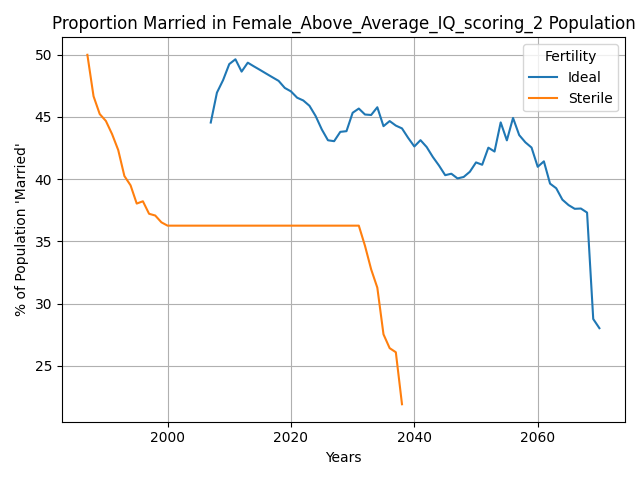 Proportion Married in Female_Above_Average_IQ_scoring_2 Population
Fertility
Ideal
Sterile
% of Population 'Married'
50
45
40
35
30
25
2000
2020
2040
2060
Years